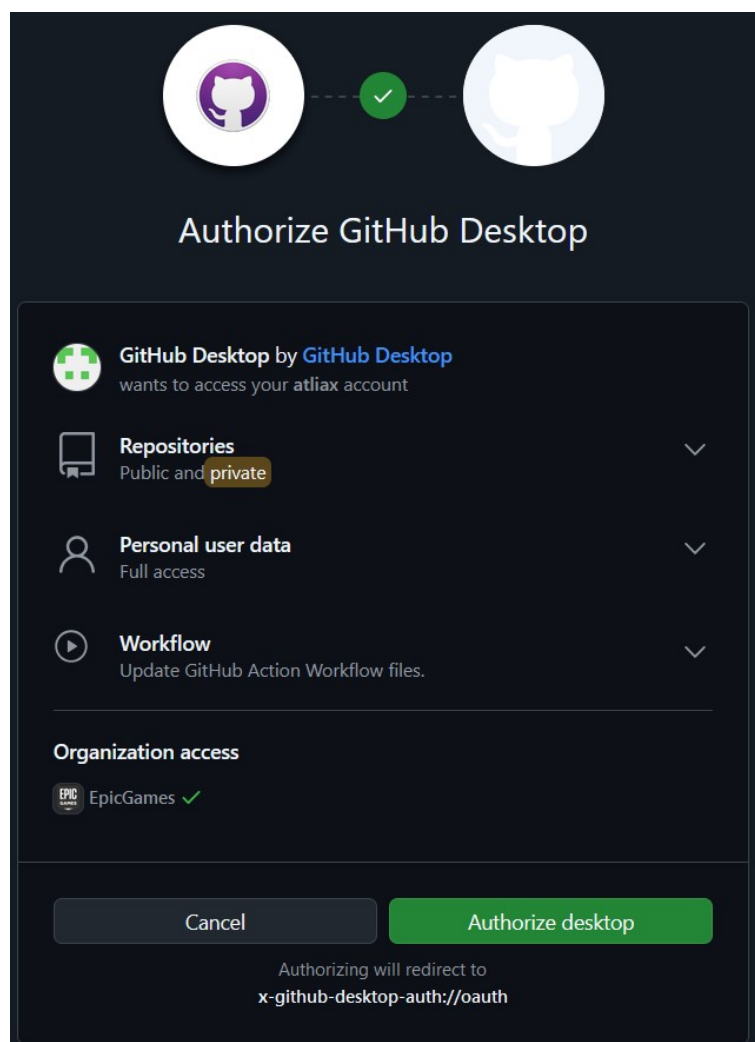 Authorize GitHub Desktop
GitHub Desktop by GitHub Desktop
wants to access your atliax account
Repositories
Public and private
Personal user data
Full access
Workflow
Update GitHub Action Workflow files.
Organization access
EPIC GAMES EpicGames
Cancel
Authorize desktop
Authorizing will redirect to
x-github-desktop-auth://oauth